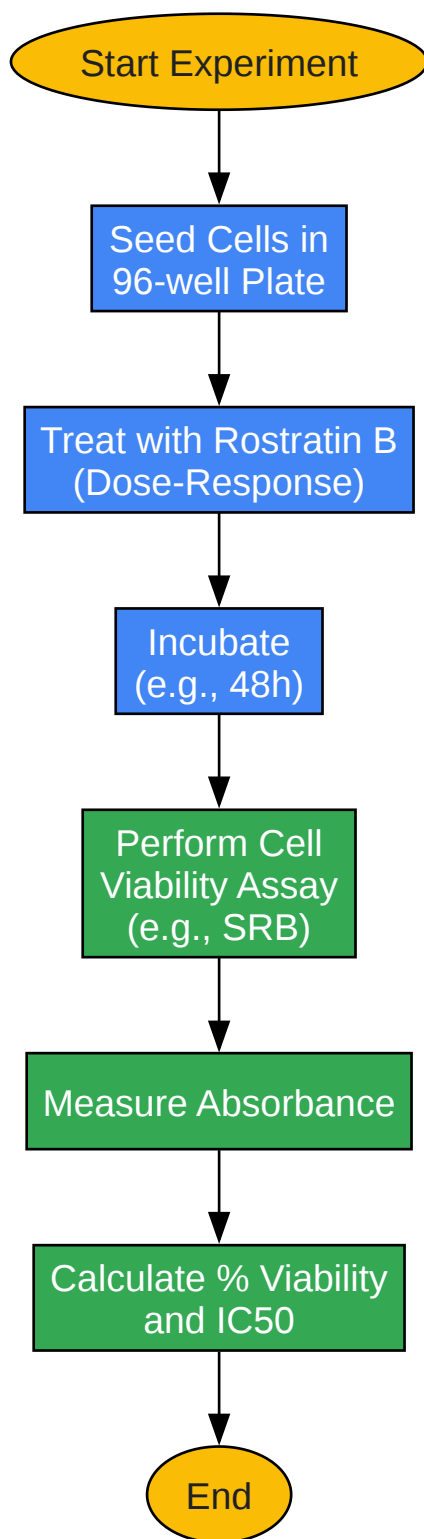 Start Experiment
Seed Cells in
96-well Plate
Treat with Rostratin B
(Dose-Response)
Incubate
(e.g., 48h)
Perform Cell
Viability Assay
(e.g., SRB)
Measure Absorbance
Calculate % Viability
and IC50
End